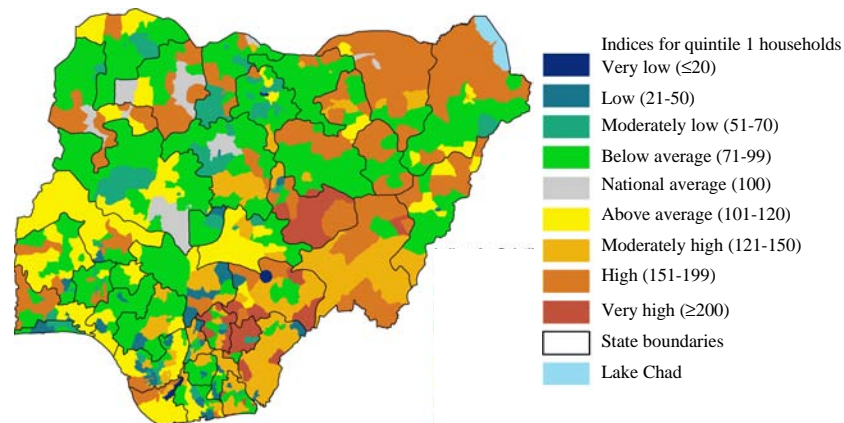 Indices for quintile 1 households
Very low (≤20)
Low (21-50)
Moderately low (51-70)
Below average (71-99)
National average (100)
Above average (101-120)
Moderately high (121-150)
High (151-199)
Very high (≥200)
State boundaries
Lake Chad